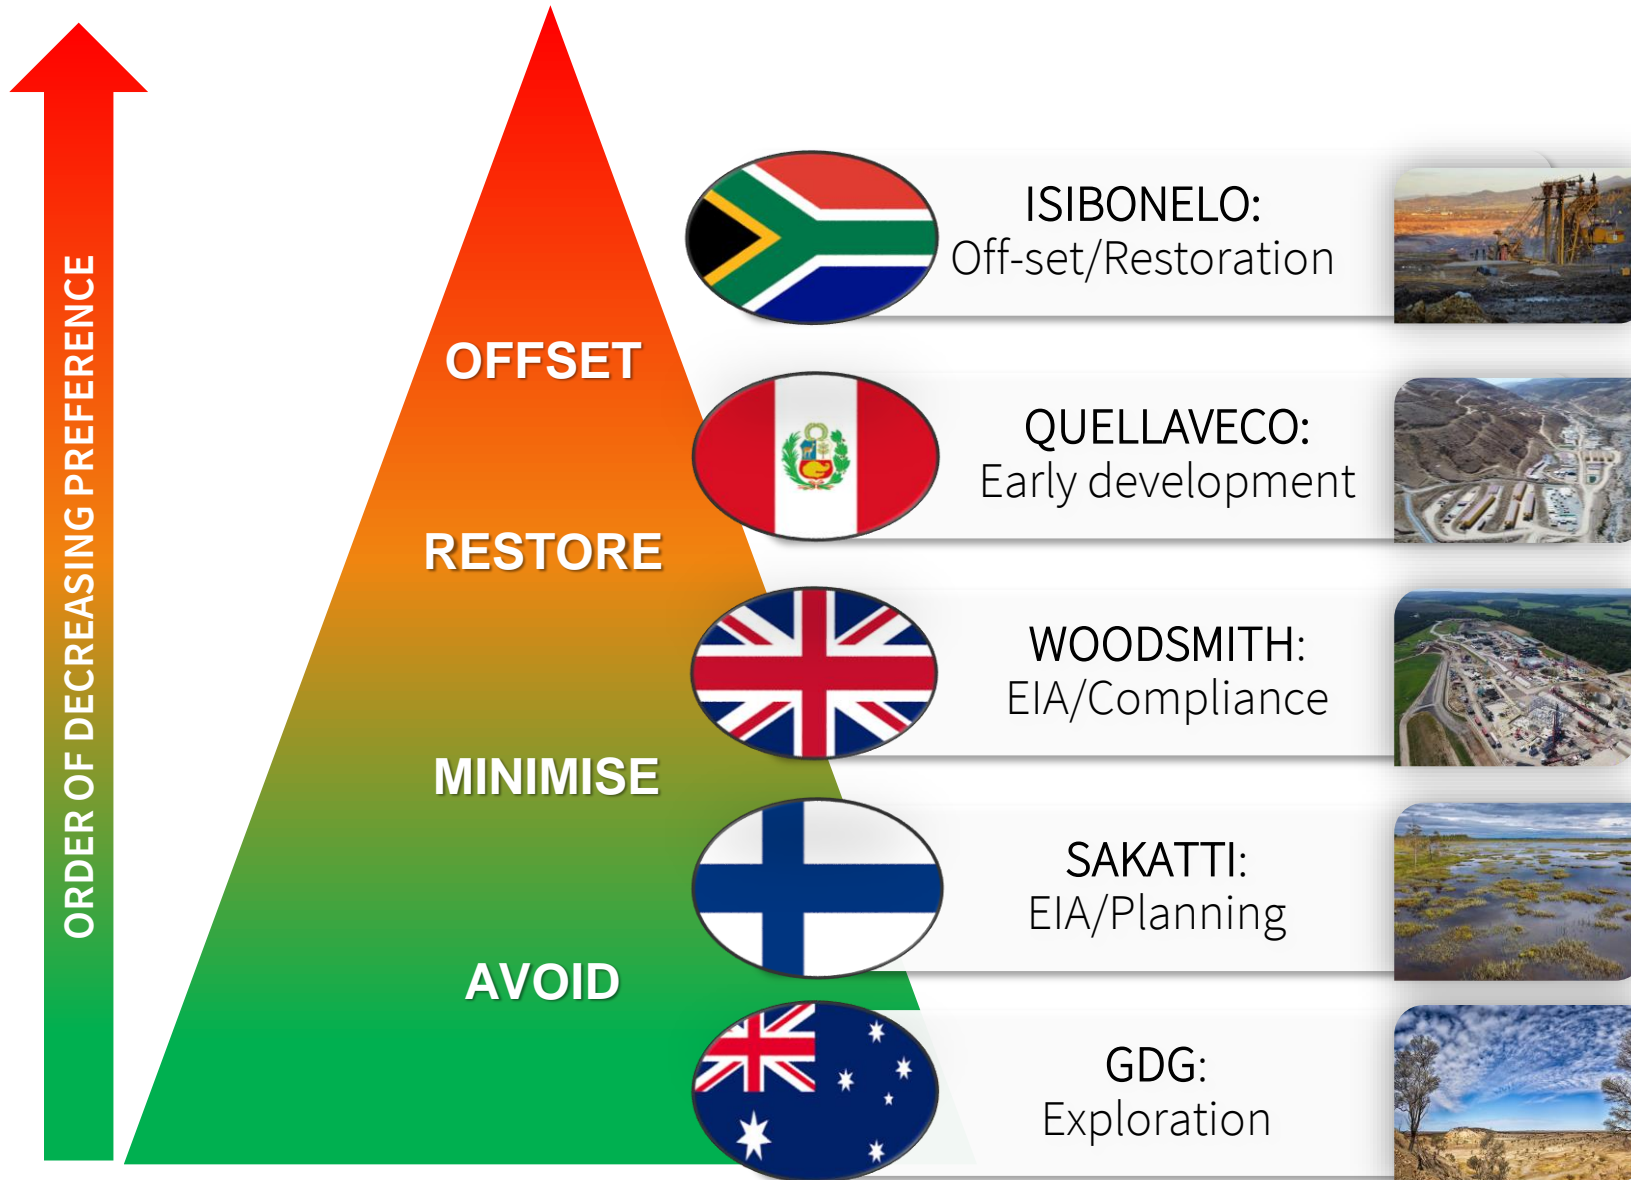 ORDER OF DECREASING PREFERENCE
OFFSET
RESTORE
MINIMISE
AVOID
ISIBONELO:
Off-set/Restoration
QUELLAVECO:
Early development
WOODSMITH:
EIA/Compliance
SAKATTI:
EIA/Planning
GDG:
Exploration